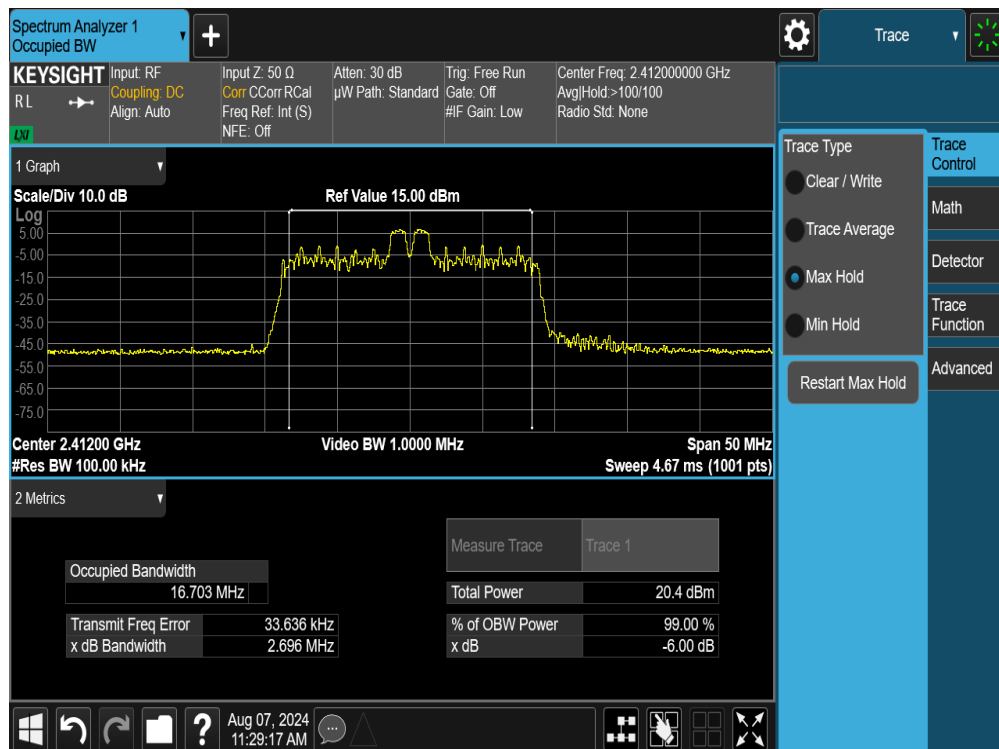 Spectrum Analyzer 1
Occupied BW
+
Trace
KEYSIGHT
RL
LXI
Input: RF
Coupling: DC
Align: Auto
Input Z: 50 Ω
Corr CCorr RCal
Freq Ref: Int (S)
NFE: Off
Atten: 30 dB
µW Path: Standard
Trig: Free Run
Gate: Off
#IF Gain: Low
Center Freq: 2.412000000 GHz
Avg|Hold:>100/100
Radio Std: None
1 Graph
Scale/Div 10.0 dB
Ref Value 15.00 dBm
Log
5.00
-5.00
-15.0
-25.0
-35.0
-45.0
-55.0
-65.0
-75.0
Center 2.41200 GHz
Video BW 1.0000 MHz
Span 50 MHz
#Res BW 100.00 kHz
Sweep 4.67 ms (1001 pts)
2 Metrics
Measure Trace
Trace 1
Occupied Bandwidth
16.703 MHz
Total Power
20.4 dBm
Transmit Freq Error
33.636 kHz
% of OBW Power
99.00 %
x dB Bandwidth
2.696 MHz
x dB
-6.00 dB
Trace Type
Clear / Write
Trace Average
Max Hold
Min Hold
Restart Max Hold
Trace
Control
Math
Detector
Trace
Function
Advanced
?
Aug 07, 2024
11:29:17 AM